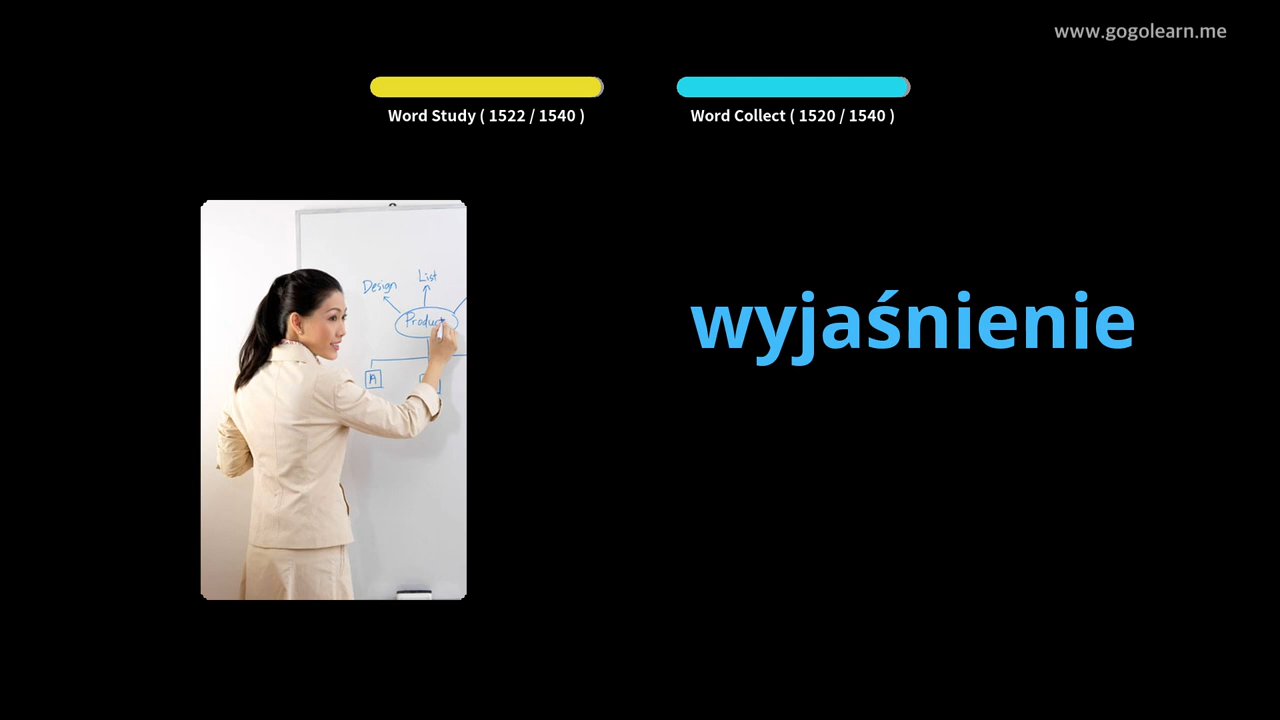 www.gogolearn.me
Word Study ( 1522 / 1540 )
Word Collect ( 1520 / 1540 )
Design
List
Product
A
wyjaśnienie